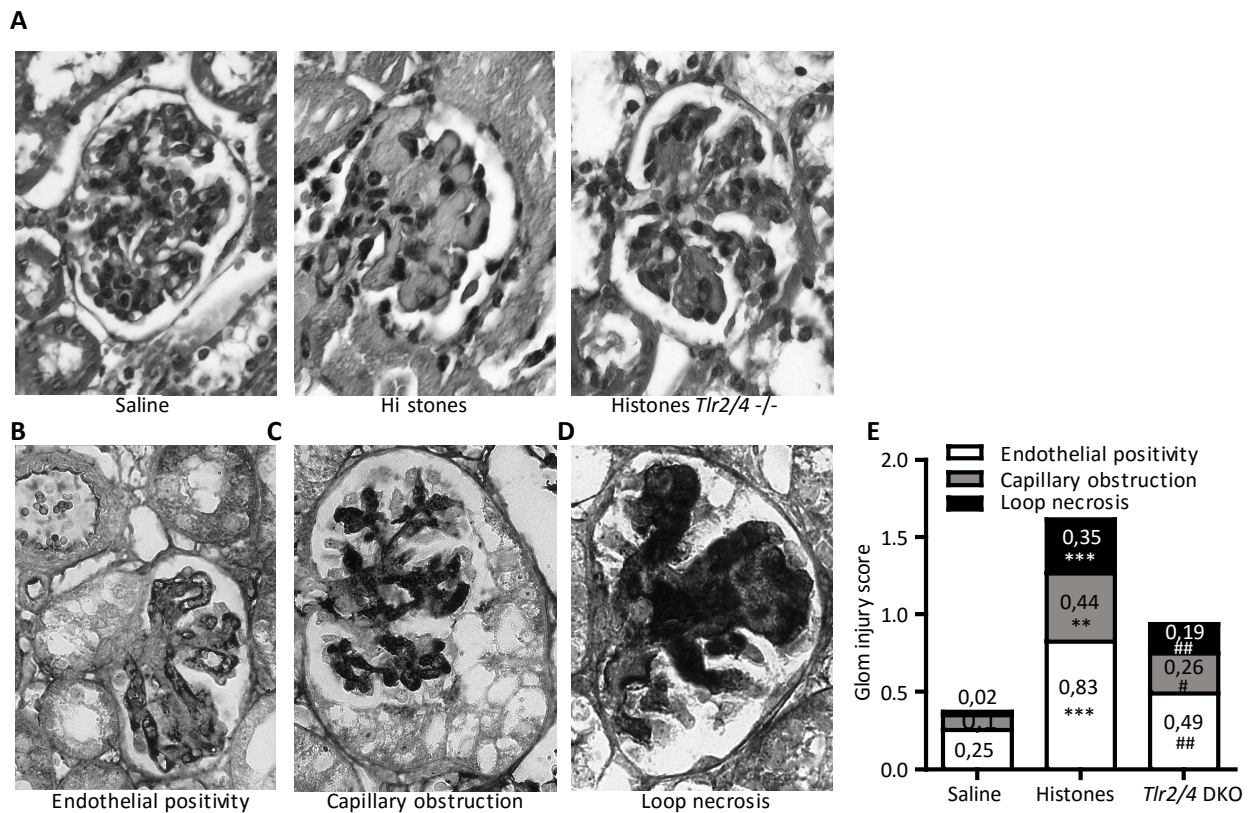 A
Saline
Hi stones
Histones Tlr2/4 -/-
B
C
D
E
Endothelial positivity
Capillary obstruction
Loop necrosis
Endothelial positivity
Capillary obstruction
Loop necrosis
Glom injury score
2.0
1.5
1.0
0.5
0.0
0,02
0,1
0,25
0,35
***
0,44
**
0,83
***
0,19
##
0,26
#
0,49
##
Saline
Histones
Tlr2/4 DKO